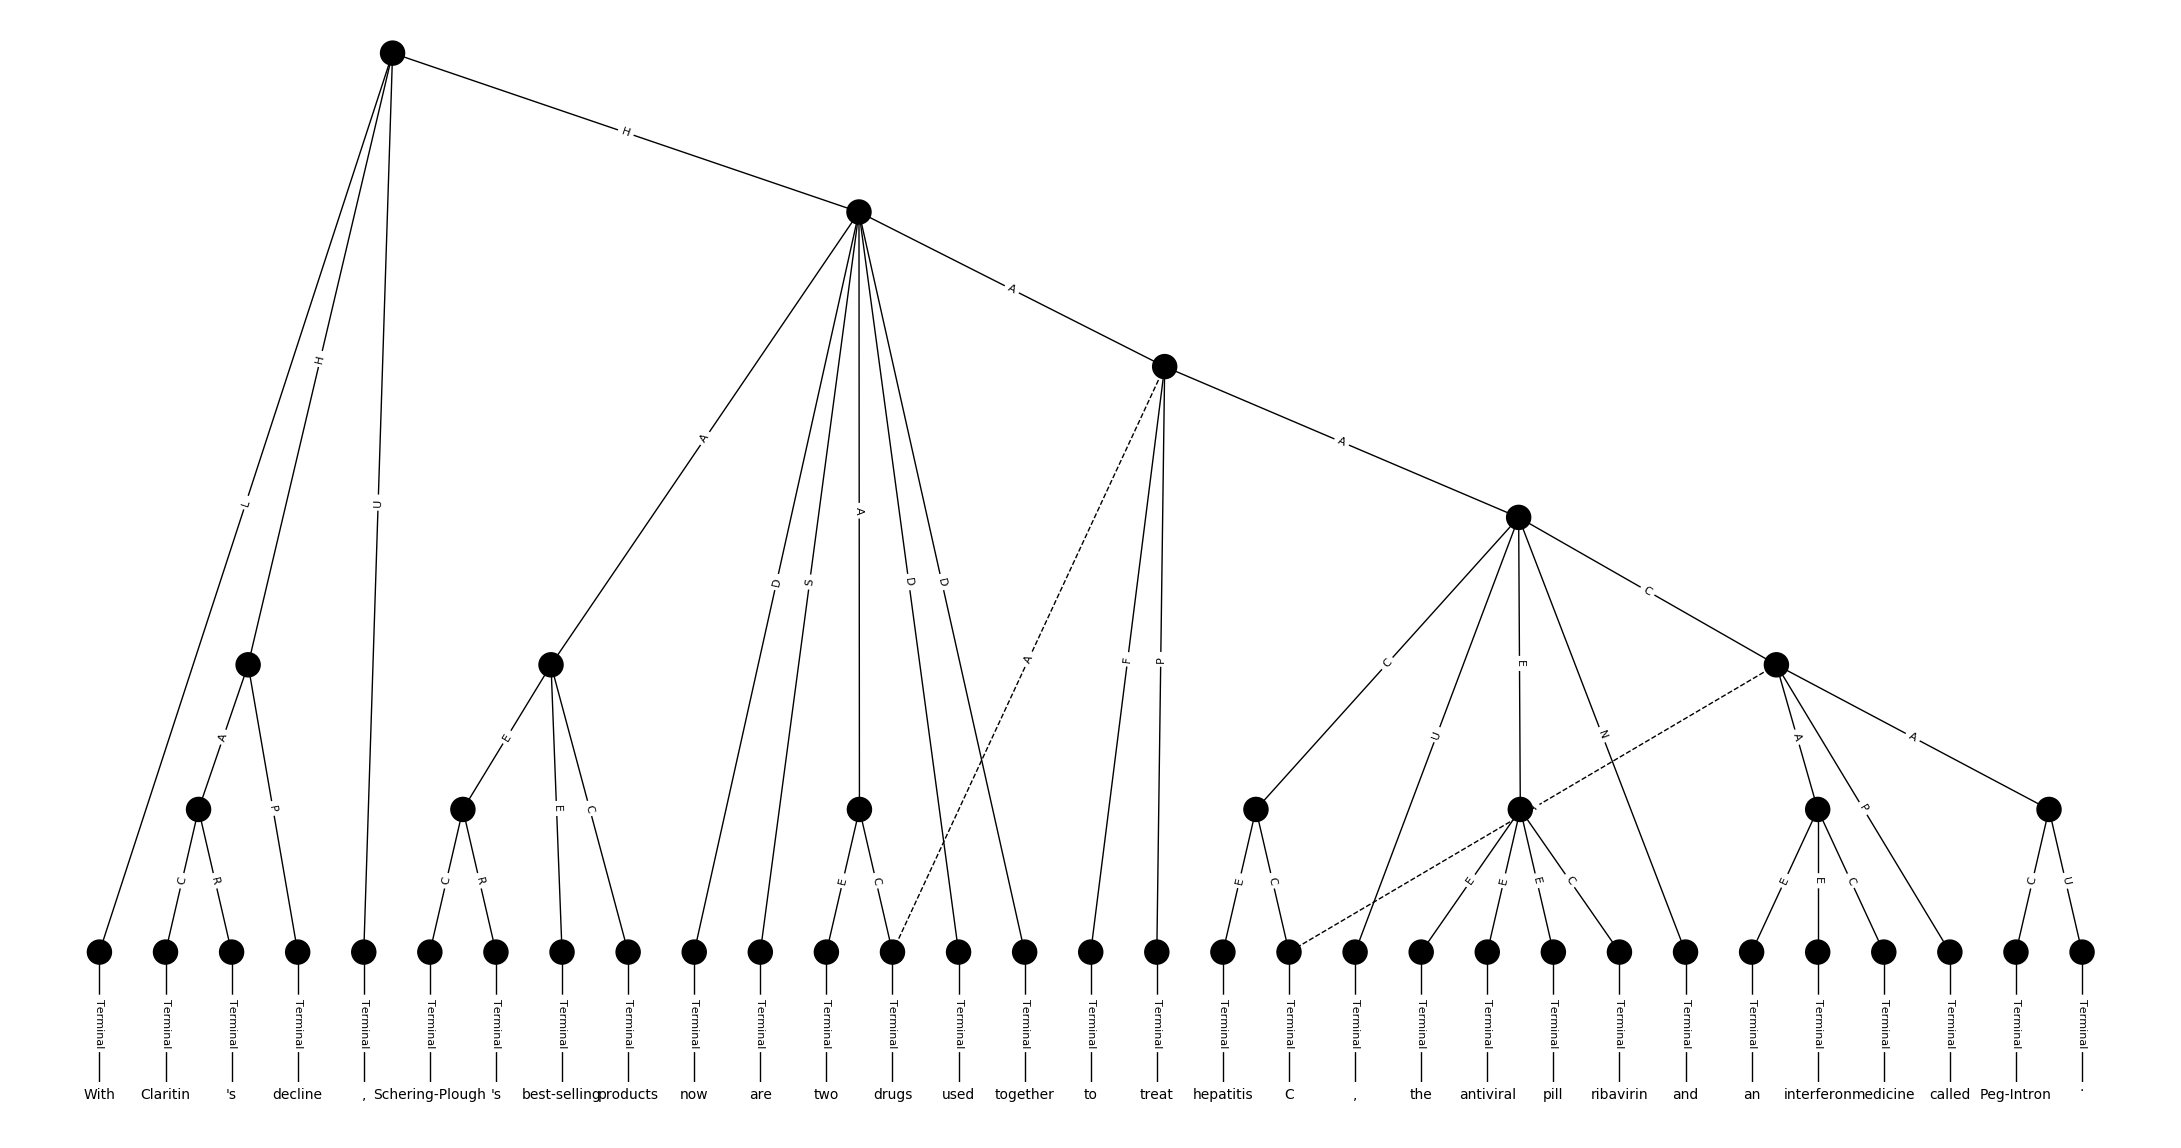 H
A
H
A
A
L
U
A
D
S
D
D
C
E
C
A
F
P
U
N
A
P
E
E
C
A
P
A
C
R
C
R
E
C
E
C
E
E
E
C
E
E
C
C
U
Terminal Terminal Terminal Terminal Terminal Terminal Terminal Terminal Terminal Terminal Terminal Terminal Terminal Terminal Terminal Terminal Terminal Terminal Terminal Terminal Terminal Terminal Terminal Terminal Terminal Terminal Terminal Terminal Terminal Terminal Terminal
With Claritin 's decline , Schering-Plough 's best-selling products now are two drugs used together to treat hepatitis C , the antiviral pill ribavirin and an interferon medicine called Peg-Intron .